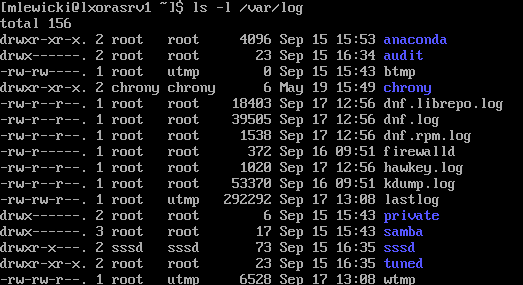 [mlewicki@lxorasrv1 ~]$ ls -l /var/log
total 156
drwxr-xr-x. 2 root   root     4096 Sep 15 15:53 anaconda
drwx------. 2 root   root       23 Sep 15 16:34 audit
-rw-rw----. 1 root   utmp        0 Sep 15 15:43 btmp
drwxr-xr-x. 2 chrony chrony      6 May 19 15:49 chrony
-rw-r--r--. 1 root   root    18403 Sep 17 12:56 dnf.librepo.log
-rw-r--r--. 1 root   root    39505 Sep 17 12:56 dnf.log
-rw-r--r--. 1 root   root     1538 Sep 17 12:56 dnf.rpm.log
-rw-r-----. 1 root   root      372 Sep 16 09:51 firewalld
-rw-r--r--. 1 root   root     1020 Sep 17 12:56 hawkey.log
-rw-r--r--. 1 root   root    53370 Sep 16 09:51 kdump.log
-rw-rw-r--. 1 root   utmp   292292 Sep 17 13:08 lastlog
drwx------. 2 root   root        6 Sep 15 15:43 private
drwx------. 3 root   root       17 Sep 15 15:43 samba
drwxr-x---. 2 sssd   sssd       73 Sep 15 16:35 sssd
drwxr-xr-x. 2 root   root       23 Sep 15 16:35 tuned
-rw-rw-r--. 1 root   utmp     6528 Sep 17 13:08 wtmp